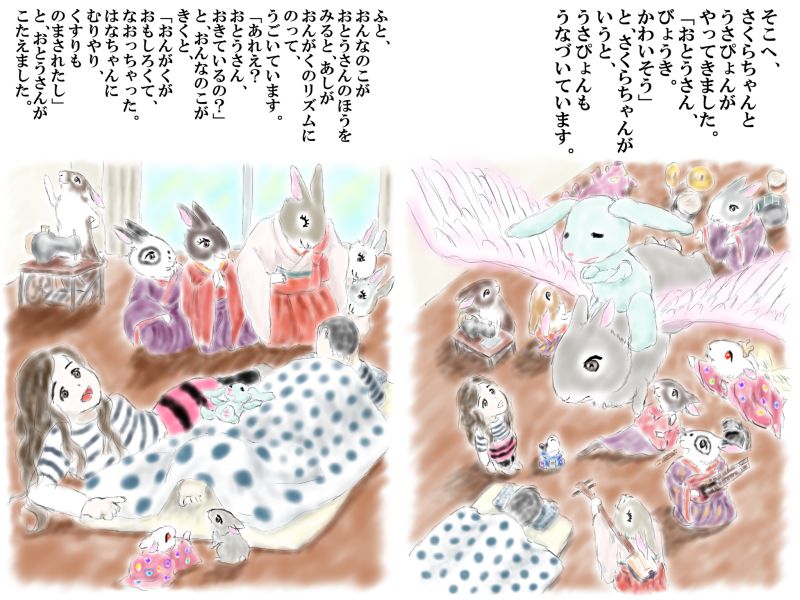 そこへ、
さくらちゃんと
うさぴょんが
やってきました。
「おとうさん、
びょうき。
かわいそう」
と、さくらちゃんが
いうと、
うさぴょんも
うなづいています。
ふと、
おんなのこが
おとうさんのほうを
みると、あしが
おんがくのリズムに
のって、
うごいています。
「あれえ?
おとうさん、
おきているの?」
と、おんなのこが
きくと、
「おんがくが
おもしろくて、
なおっちゃった。
はなちゃんに
むりやり、
くすりも
のまされたし」
と、おとうさんが
こたえました。